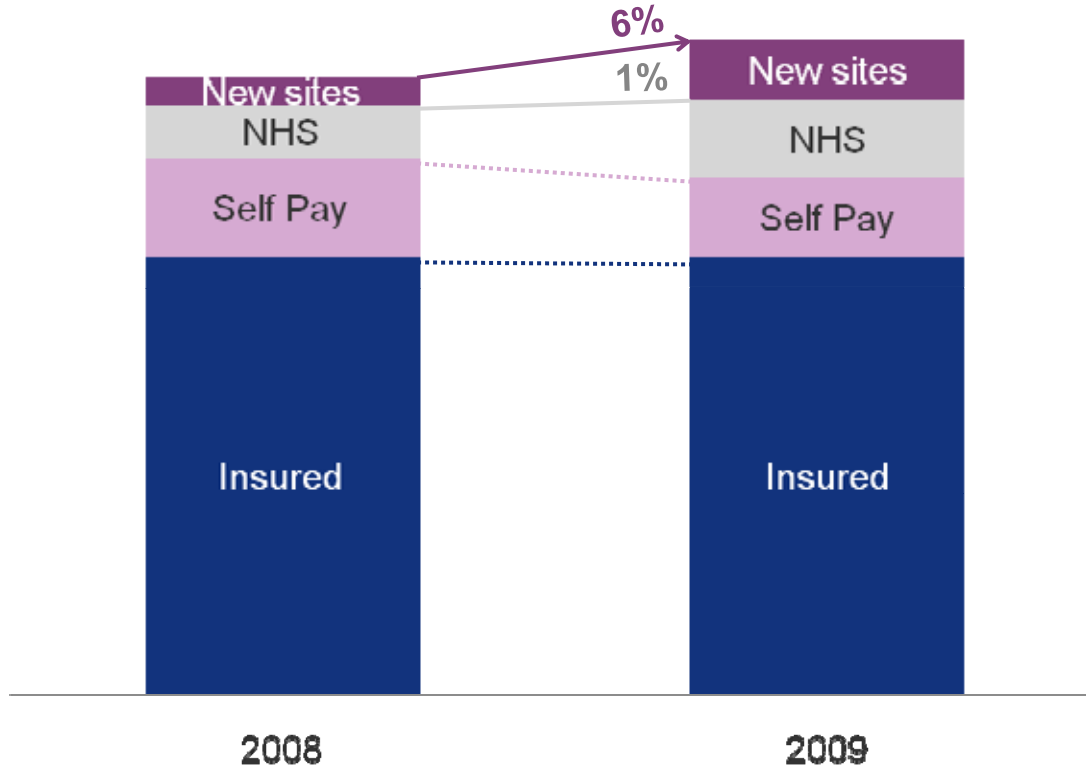 6%
1%
New sites
New sites
NHS
NHS
Self Pay
Self Pay
Insured
Insured
2008
2009